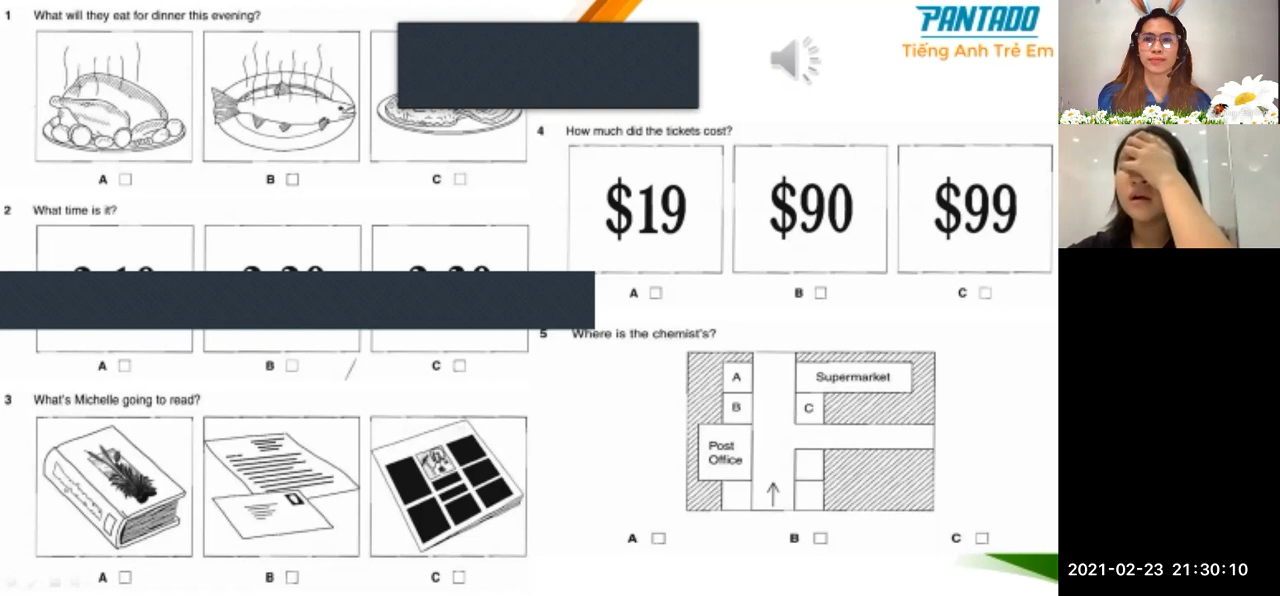 1 What will they eat for dinner this evening?
A
B
C
2 What time is it?
A
B
C
3 What's Michelle going to read?
A
B
C
PANTADO
Tiếng Anh Trẻ Em
4 How much did the tickets cost?
$19
$90
$99
A
B
C
5 Where is the chemist's?
A
Supermarket
B
C
Post
Office
A
B
C
2021-02-23 21:30:10